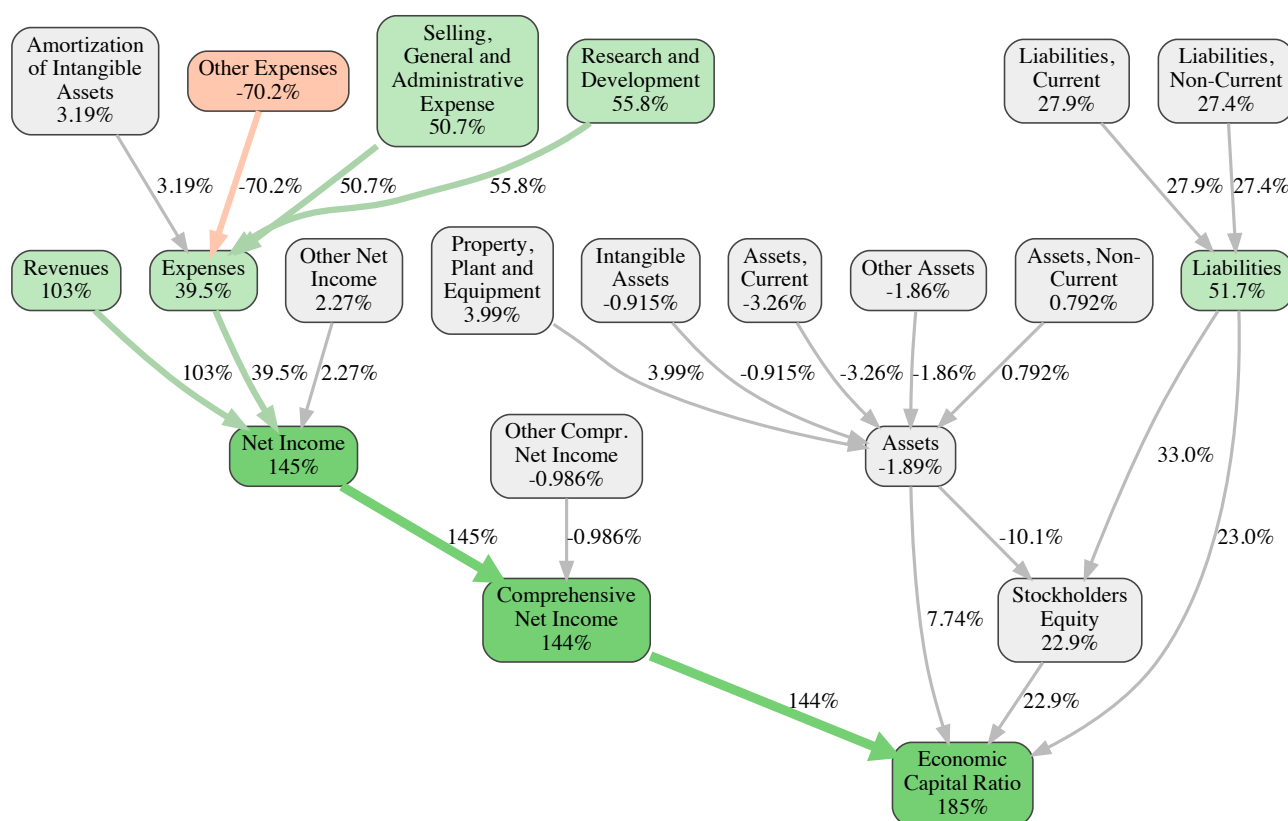 Amortization
of Intangible
Assets
3.19%
Other Expenses
-70.2%
Selling,
General and
Administrative
Expense
50.7%
Research and
Development
55.8%
Liabilities,
Current
27.9%
Liabilities,
Non-Current
27.4%
3.19%
-70.2%
50.7%
55.8%
27.9%
27.4%
Revenues
103%
Expenses
39.5%
Other Net
Income
2.27%
Property,
Plant and
Equipment
3.99%
Intangible
Assets
-0.915%
Assets,
Current
-3.26%
Other Assets
-1.86%
Assets, Non-
Current
0.792%
Liabilities
51.7%
103%
39.5%
2.27%
3.99%
-0.915%
-3.26%
-1.86%
0.792%
Net Income
145%
Other Compr.
Net Income
-0.986%
Assets
-1.89%
33.0%
145%
-0.986%
-10.1%
23.0%
Comprehensive
Net Income
144%
Stockholders
Equity
22.9%
7.74%
144%
22.9%
Economic
Capital Ratio
185%